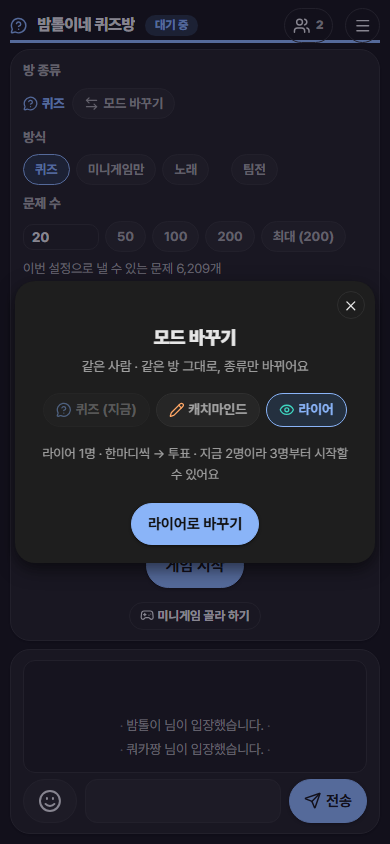 밤톨이네 퀴즈방 대기 중 2
방 종류
퀴즈 모드 바꾸기
방식
퀴즈 미니게임만 노래 팀전
문제 수
20 50 100 200 최대 (200)
이번 설정으로 낼 수 있는 문제 6,209개
모드 바꾸기
같은 사람 · 같은 방 그대로, 종류만 바뀌어요
퀴즈 (지금) 캐치마인드 라이어
라이어 1명 · 한마디씩 → 투표 · 지금 2명이라 3명부터 시작할
수 있어요
라이어로 바꾸기
게임 시작
미니게임 골라 하기
· 밤톨이 님이 입장했습니다. ·
· 쿼카짱 님이 입장했습니다. ·
전송